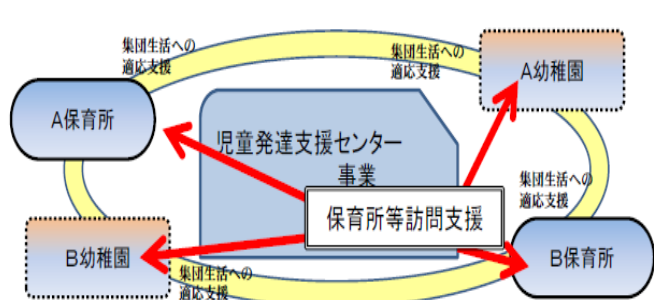 集団生活への
適応支援
集団生活への
適応支援
A幼稚園
A保育所
児童発達支援センター
事業
集団生活への
適応支援
保育所等訪問支援
B幼稚園
B保育所
集団生活への
適応支援